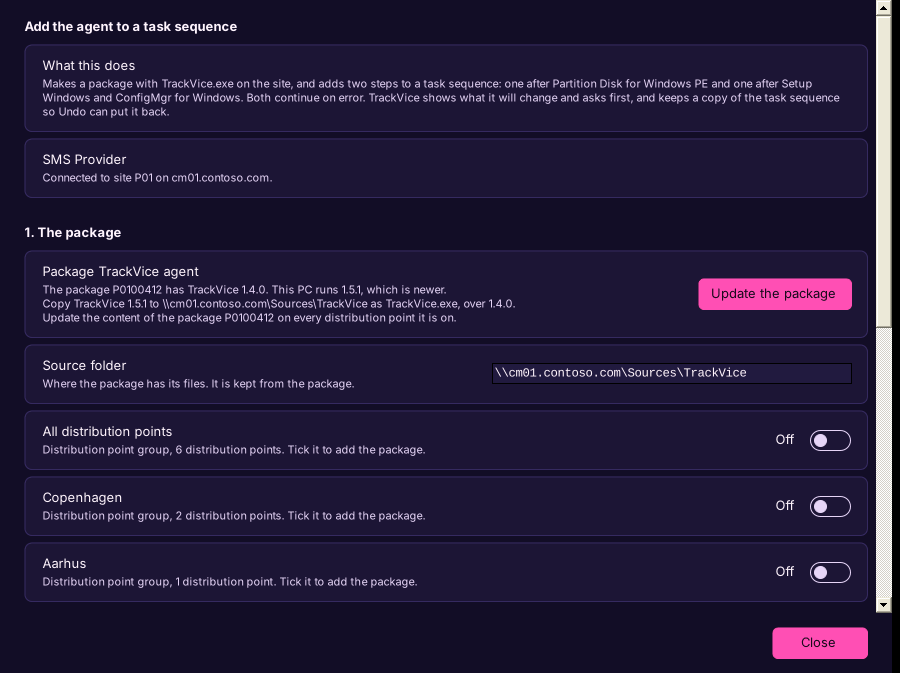 Add the agent to a task sequence
What this does
Makes a package with TrackVice.exe on the site, and adds two steps to a task sequence: one after Partition Disk for Windows PE and one after Setup
Windows and ConfigMgr for Windows. Both continue on error. TrackVice shows what it will change and asks first, and keeps a copy of the task sequence
so Undo can put it back.
SMS Provider
Connected to site P01 on cm01.contoso.com.
1. The package
Package TrackVice agent
The package P0100412 has TrackVice 1.4.0. This PC runs 1.5.1, which is newer.
Copy TrackVice 1.5.1 to \\cm01.contoso.com\Sources\TrackVice as TrackVice.exe, over 1.4.0.
Update the content of the package P0100412 on every distribution point it is on.
Update the package
Source folder
Where the package has its files. It is kept from the package.
\\cm01.contoso.com\Sources\TrackVice
All distribution points
Distribution point group, 6 distribution points. Tick it to add the package.
Off
Copenhagen
Distribution point group, 2 distribution points. Tick it to add the package.
Off
Aarhus
Distribution point group, 1 distribution point. Tick it to add the package.
Off
Close